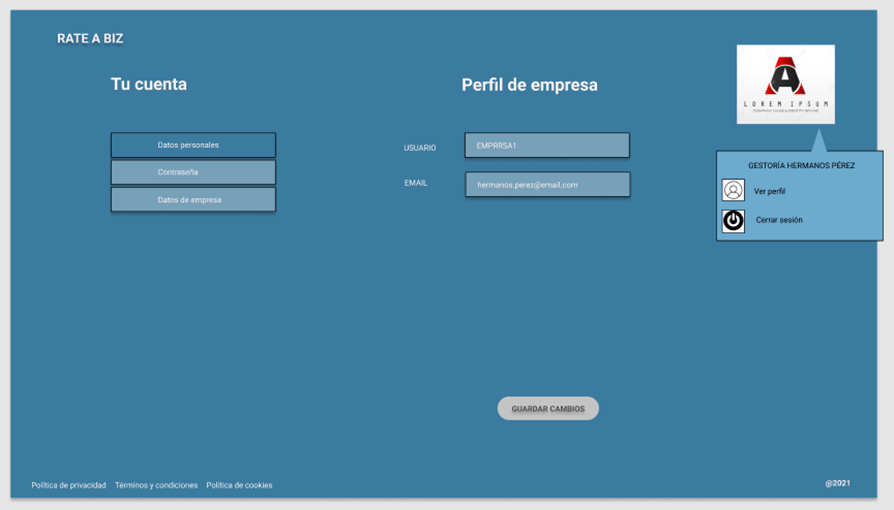 RATE A BIZ
Tu cuenta
Datos personales
Contraseña
Datos de empresa
Perfil de empresa
USUARIO
EMPRRSA1
EMAIL
hermanos.perez@email.com
GUARDAR CAMBIOS
LOREM IPSUM
GESTORÍA HERMANOS PÉREZ
Ver perfil
Cerrar sesión
Política de privacidad
Términos y condiciones
Política de cookies
@2021